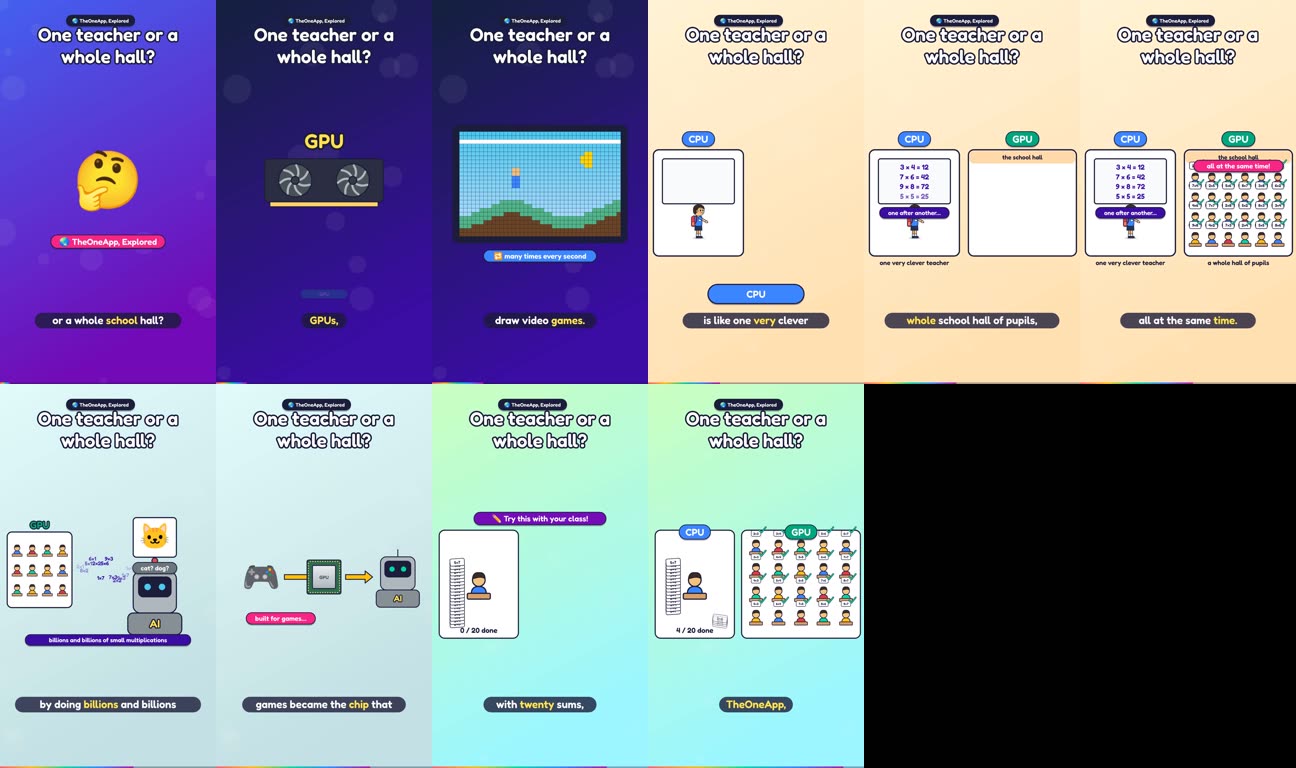 TheOneApp, Explored
One teacher or a
whole hall?
TheOneApp, Explored
or a whole school hall?
TheOneApp, Explored
One teacher or a
whole hall?
GPU
GPU
GPUs,
TheOneApp, Explored
One teacher or a
whole hall?
many times every second
draw video games.
TheOneApp, Explored
One teacher or a
whole hall?
CPU
CPU
is like one very clever
TheOneApp, Explored
One teacher or a
whole hall?
CPU
GPU
the school hall
3 × 4 = 12
7 × 6 = 42
9 × 8 = 72
5 × 5 = 25
one after another...
one very clever teacher
whole school hall of pupils,
TheOneApp, Explored
One teacher or a
whole hall?
CPU
GPU
the school hall
all at the same time!
3 × 4 = 12
7 × 6 = 42
9 × 8 = 72
5 × 5 = 25
one after another...
one very clever teacher
a whole hall of pupils
all at the same time.
TheOneApp, Explored
One teacher or a
whole hall?
GPU
cat? dog?
AI
billions and billions of small multiplications
by doing billions and billions
TheOneApp, Explored
One teacher or a
whole hall?
GPU
AI
built for games...
games became the chip that
TheOneApp, Explored
One teacher or a
whole hall?
Try this with your class!
0 / 20 done
with twenty sums,
TheOneApp, Explored
One teacher or a
whole hall?
CPU
GPU
4 / 20 done
TheOneApp,